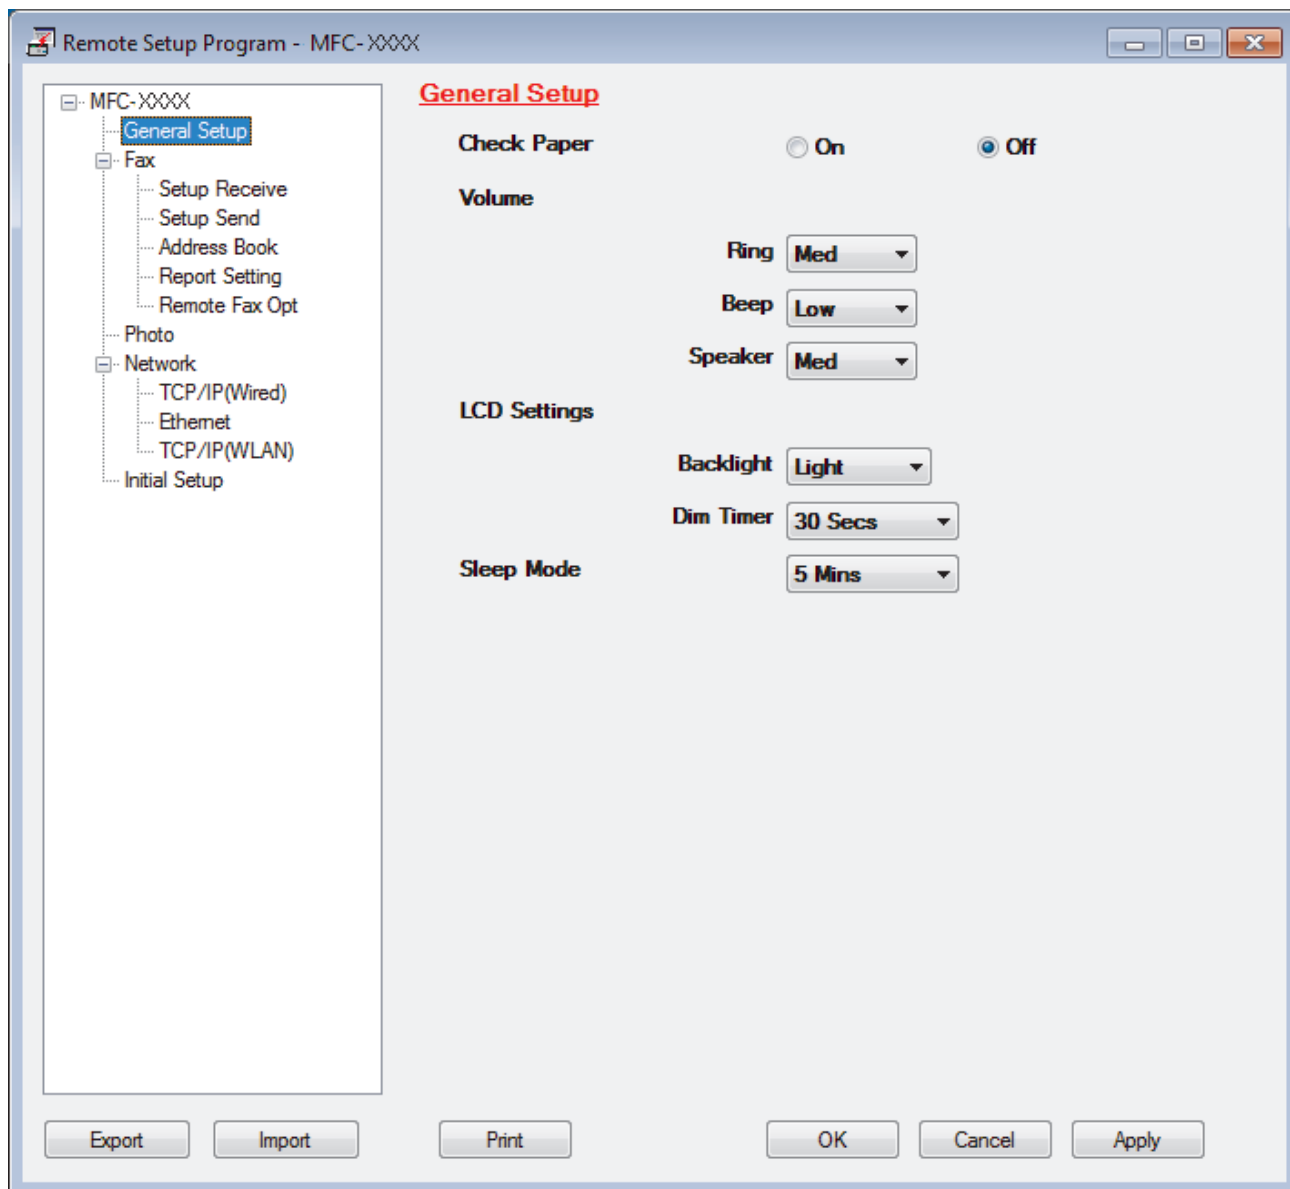 Remote Setup Program - MFC-XXXX
MFC-XXXX
General Setup
Fax
Setup Receive
Setup Send
Address Book
Report Setting
Remote Fax Opt
Photo
Network
TCP/IP(Wired)
Ethernet
TCP/IP(WLAN)
Initial Setup
General Setup
Check Paper On Off
Volume
Ring Med
Beep Low
Speaker Med
LCD Settings
Backlight Light
Dim Timer 30 Secs
Sleep Mode 5 Mins
Export Import Print OK Cancel Apply